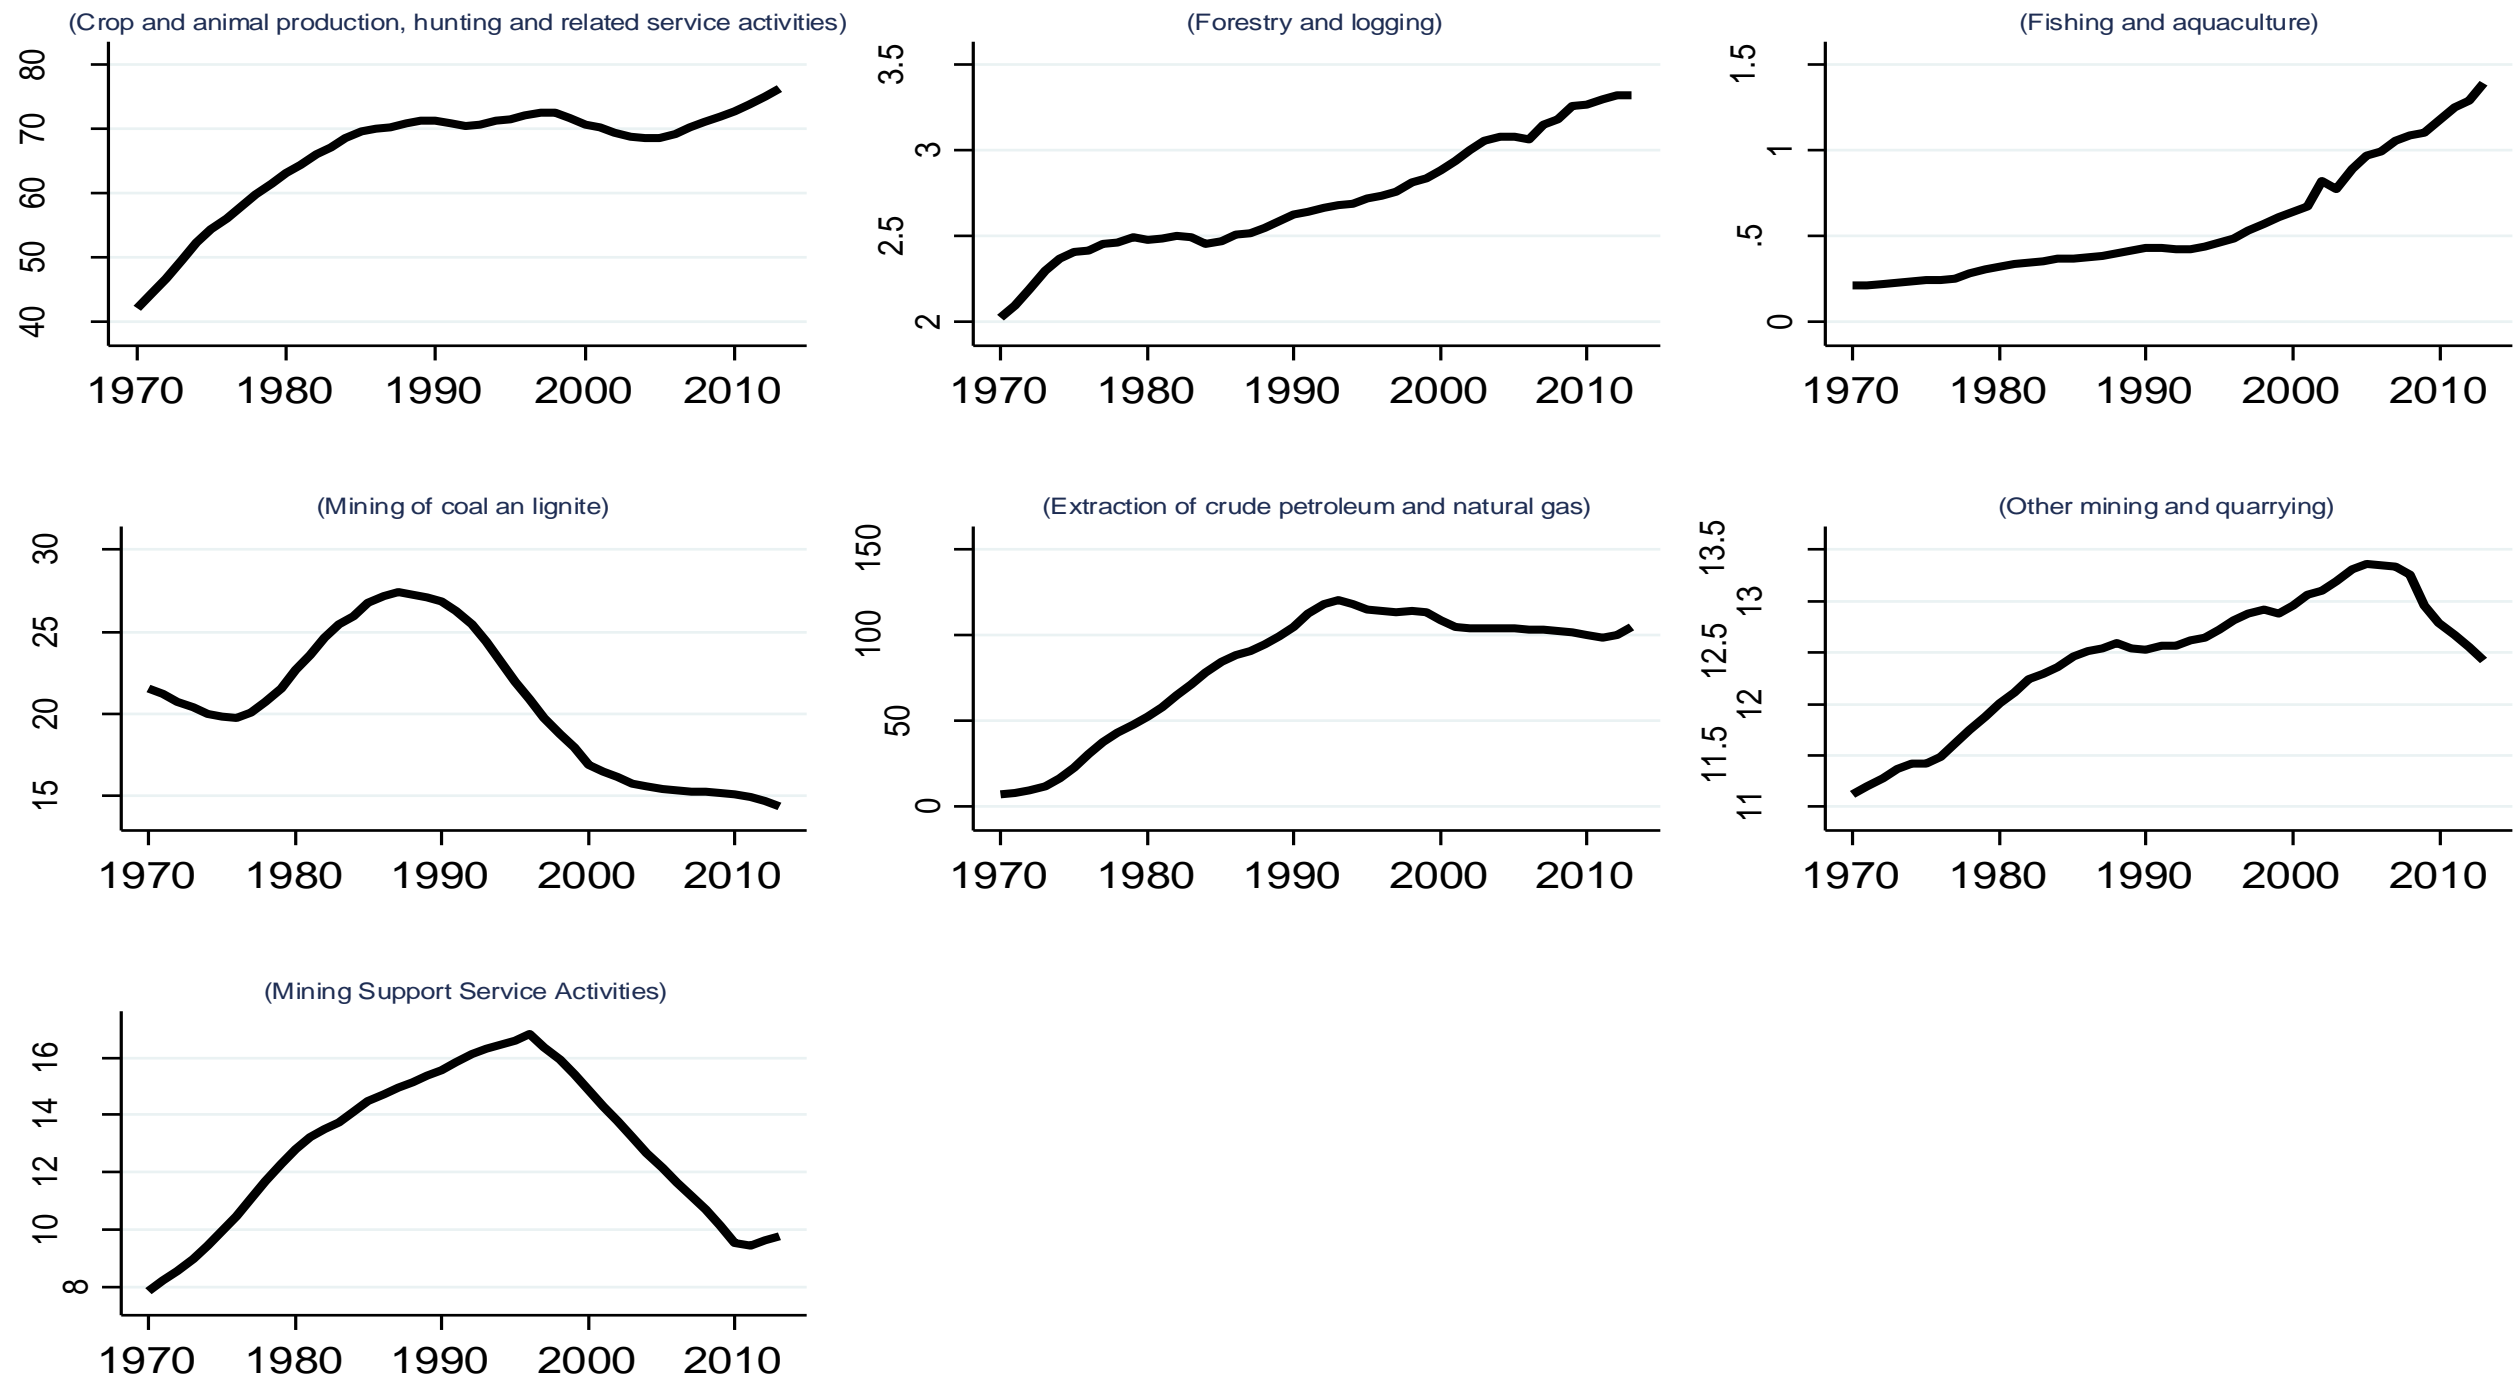 (Crop and animal production, hunting and related service activities)
80
70
60
50
40
1970 1980 1990 2000 2010
(Forestry and logging)
3.5
3
2.5
2
1970 1980 1990 2000 2010
(Fishing and aquaculture)
1.5
1
.5
0
1970 1980 1990 2000 2010
(Mining of coal an lignite)
30
25
20
15
1970 1980 1990 2000 2010
(Extraction of crude petroleum and natural gas)
150
100
50
0
1970 1980 1990 2000 2010
(Other mining and quarrying)
13.5
13
12.5
12
11.5
11
1970 1980 1990 2000 2010
(Mining Support Service Activities)
16
14
12
10
8
1970 1980 1990 2000 2010